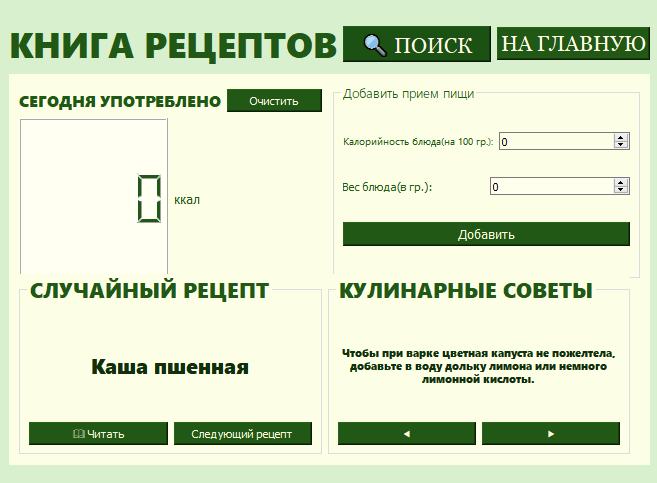 КНИГА РЕЦЕПТОВ
ПОИСК
НА ГЛАВНУЮ
СЕГОДНЯ УПОТРЕБЛЕНО
Очистить
0
ккал
Добавить прием пищи
Калорийность блюда(на 100 гр.):
0
Вес блюда(в гр.):
0
Добавить
СЛУЧАЙНЫЙ РЕЦЕПТ
Каша пшенная
Читать
Следующий рецепт
КУЛИНАРНЫЕ СОВЕТЫ
Чтобы при варке цветная капуста не пожелтела,
добавьте в воду дольку лимона или немного
лимонной кислоты.